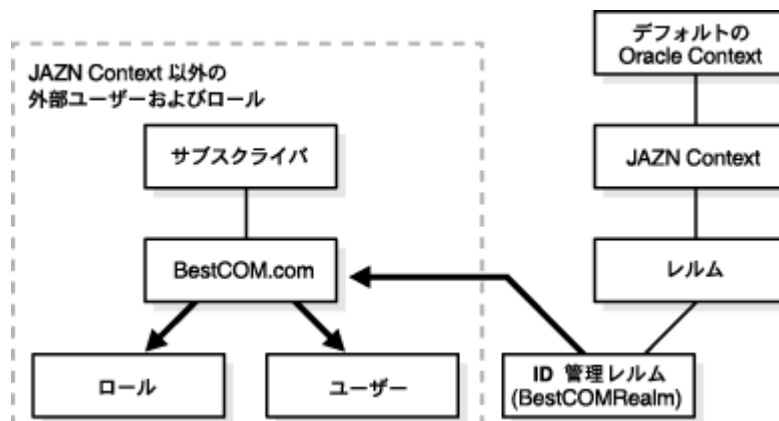 JAZN Context 以外の
外部ユーザーおよびロール
サブスクライバ
BestCOM.com
ロール
ユーザー
デフォルトの
Oracle Context
JAZN Context
レルム
ID 管理レルム
(BestCOMRealm)